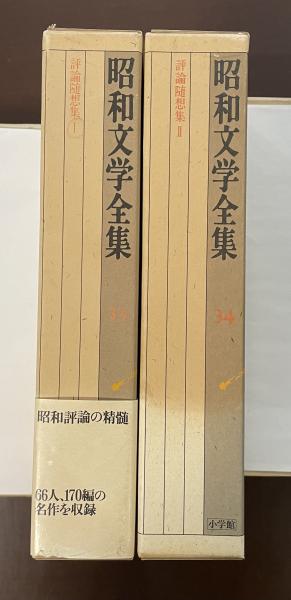 昭和文学全集
評論随想集 I
33
昭和評論の精髄
66人、170編の
名作を収録
昭和文学全集
評論随想集 II
34
小学館